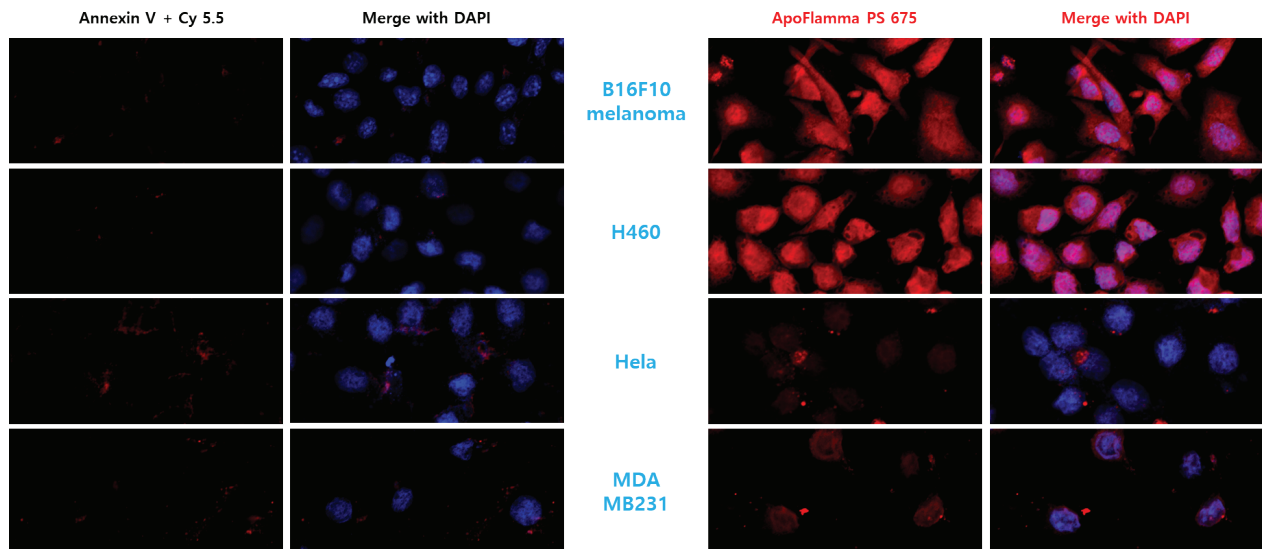 Annexin V + Cy 5.5
Merge with DAPI
ApoFlamma PS 675
Merge with DAPI
B16F10
melanoma
H460
Hela
MDA
MB231